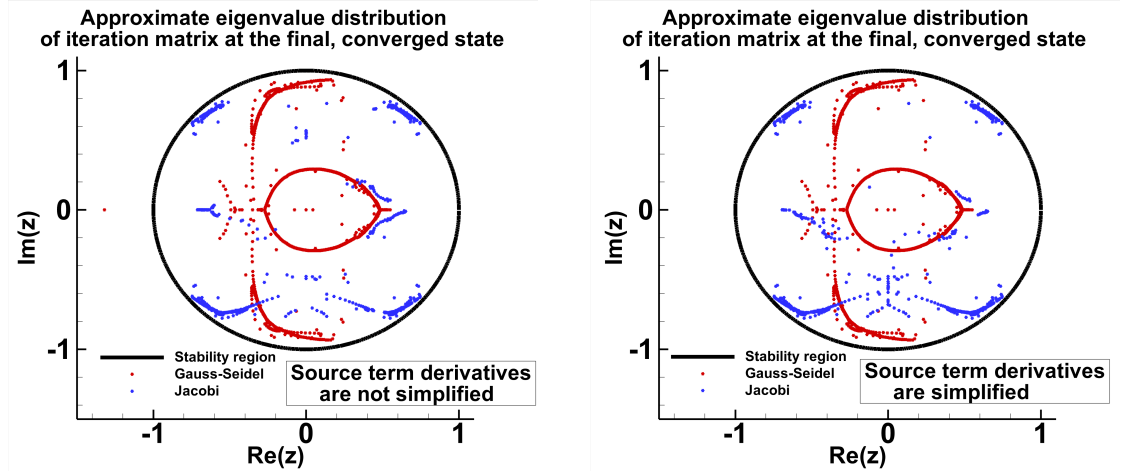 Approximate eigenvalue distribution
of iteration matrix at the final, converged state
1
0
-1
Im(z)
Stability region
Gauss-Seidel
Jacobi
Source term derivatives
are not simplified
-1
0
1
Re(z)
Approximate eigenvalue distribution
of iteration matrix at the final, converged state
1
0
-1
Im(z)
Stability region
Gauss-Seidel
Jacobi
Source term derivatives
are simplified
-1
0
1
Re(z)